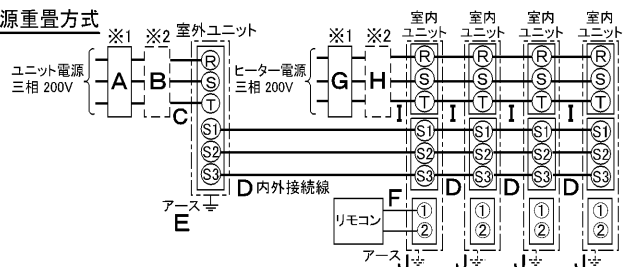 源重畳方式
※1 ※2 室外ユニット
ユニット電源
三相 200V
A B
R
S
T
C
S1
S2
S3
D 内外接続線
アース
E
※1 ※2
ヒーター電源
三相 200V
G H
室内
ユニット
室内
ユニット
室内
ユニット
室内
ユニット
R R R R
S S S S
T T T T
I I I I
S1 S1 S1 S1
S2 S2 S2 S2
S3 S3 S3 S3
D D D
F
リモコン
① ① ① ①
② ② ② ②
アース J J J J